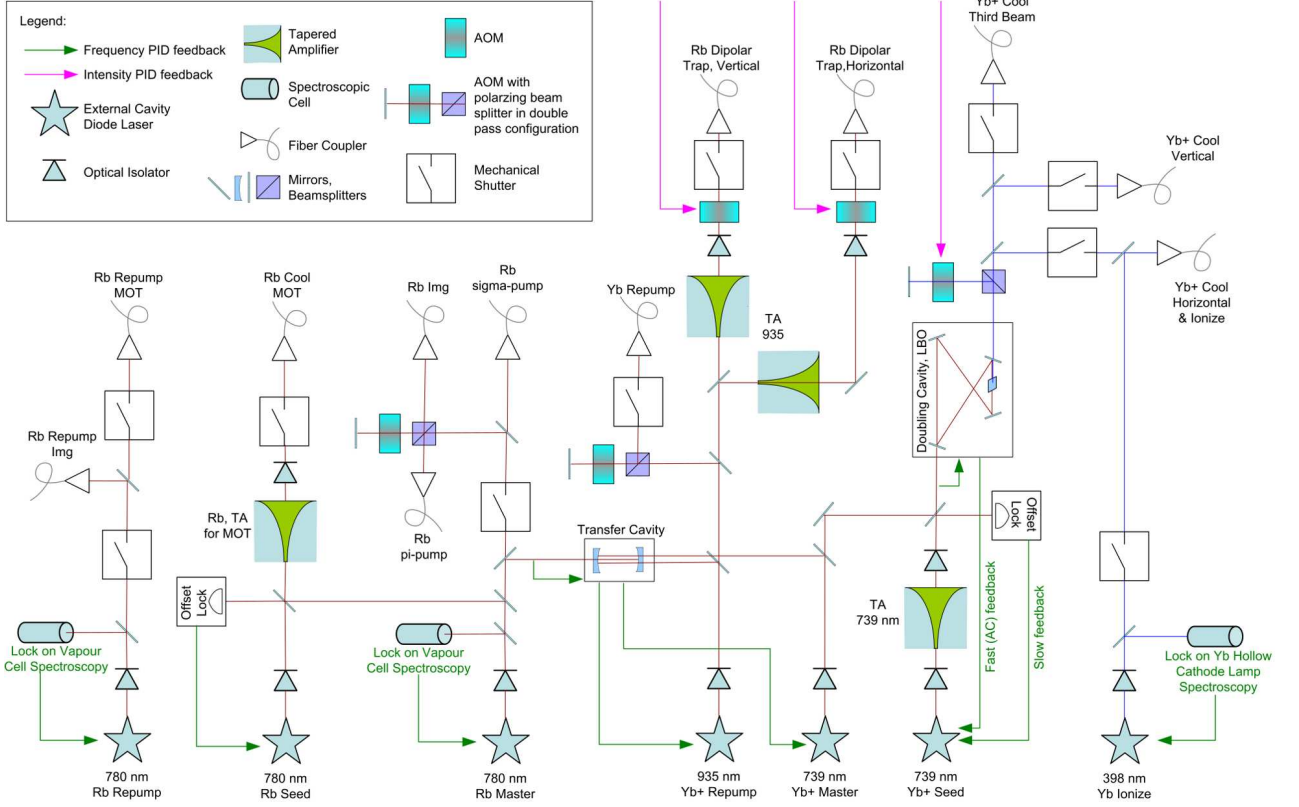 Legend:
Frequency PID feedback
Intensity PID feedback
External Cavity
Diode Laser
Optical Isolator
Tapered
Amplifier
Spectroscopic
Cell
Fiber Coupler
Mirrors,
Beamsplitters
AOM
AOM with
polarzing beam
splitter in double
pass configuration
Mechanical
Shutter
Rb Dipolar
Trap, Vertical
Rb Dipolar
Trap,Horizontal
Yb+ Cool
Third Beam
Yb+ Cool
Vertical
Yb+ Cool
Horizontal
& Ionize
Rb Repump
MOT
Rb Cool
MOT
Rb Img
Rb
sigma-pump
Yb Repump
TA
935
Doubling Cavity, LBO
Rb Repump
Img
Rb, TA
for MOT
Rb
pi-pump
Transfer Cavity
Offset
Lock
Offset
Lock
TA
739 nm
Fast (AC) feedback
Slow feedback
Lock on Vapour
Cell Spectroscopy
Lock on Vapour
Cell Spectroscopy
Lock on Yb Hollow
Cathode Lamp
Spectroscopy
780 nm
Rb Repump
780 nm
Rb Seed
780 nm
Rb Master
935 nm
Yb+ Repump
739 nm
Yb+ Master
739 nm
Yb+ Seed
398 nm
Yb Ionize